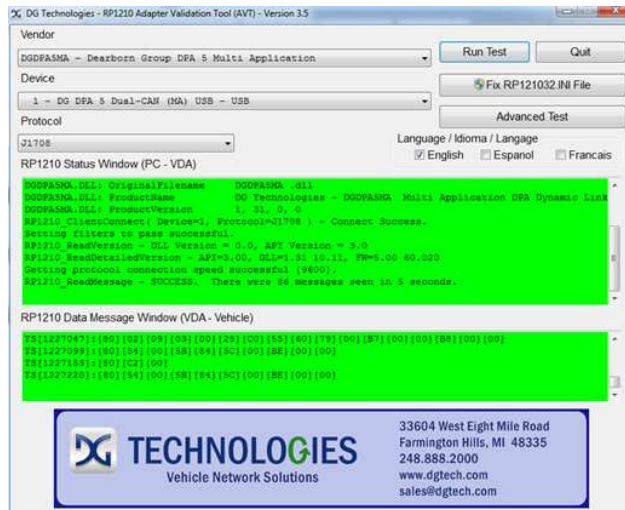 DG Technologies - RP1210 Adapter Validation Tool (AVT) - Version 3.5
Vendor
DGDPA5MA - Dearborn Group DPA 5 Multi Application
Run Test
Quit
Device
Fix RP121032.INI File
1 - DG DPA 5 Dual-CAN (MA) USB - USB
Advanced Test
Protocol
J1708
Language / Idioma / Langage
English
Espanol
Francais
RP1210 Status Window (PC - VDA)
DGDPA5MA.DLL: OriginalFilename DGDPA5MA .dll
DGDPA5MA.DLL: ProductName DG Technologies - DGDPA5MA Multi Application DPA Dynamic Link
DGDPA5MA.DLL: ProductVersion 1, 31, 0, 0
RP1210_ClientConnect( Device=1, Protocol=J1708 ) - Connect Success.
Setting filters to pass successful.
RP1210_ReadVersion - DLL Version = 0.0, API Version = 3.0
RP1210_ReadDetailedVersion - API=3.00, DLL=1.31 10.11, FW=5.00 60.020
Getting protocol connection speed successful [9600].
RP1210_ReadMessage - SUCCESS. There were 86 messages seen in 5 seconds.
RP1210 Data Message Window (VDA - Vehicle)
TS[1227047]:[80][02][09][03][00][28][C0][55][60][79][00][B7][00][00][B8][00][00]
TS[1227099]:[80][54][00][5B][84][5C][00][BE][00][00]
TS[1227153]:[80][C2][00]
TS[1227220]:[80][54][00][5B][84][5C][00][BE][00][00]
DG TECHNOLOGIES
Vehicle Network Solutions
33604 West Eight Mile Road
Farmington Hills, MI 48335
248.888.2000
www.dgtech.com
sales@dgtech.com